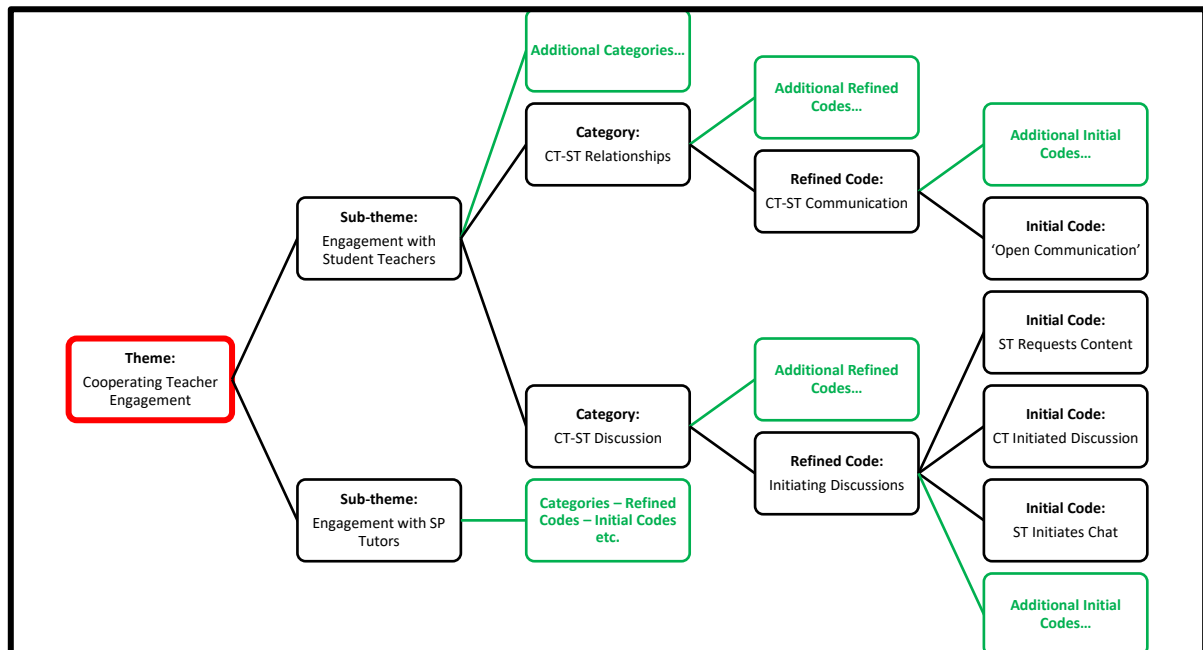 Additional Categories…
Category:
CT-ST Relationships
Additional Refined
Codes…
Additional Initial
Codes…
Refined Code:
CT-ST Communication
Initial Code:
‘Open Communication’
Sub-theme:
Engagement with
Student Teachers
Theme:
Cooperating Teacher
Engagement
Initial Code:
ST Requests Content
Additional Refined
Codes…
Category:
CT-ST Discussion
Initial Code:
CT Initiated Discussion
Refined Code:
Initiating Discussions
Sub-theme:
Engagement with SP
Tutors
Categories – Refined
Codes – Initial Codes
etc.
Initial Code:
ST Initiates Chat
Additional Initial
Codes…